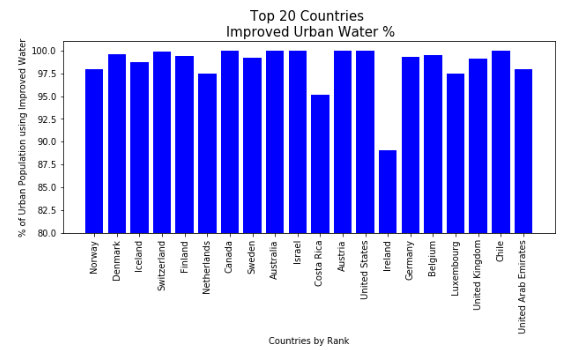 Top 20 Countries
Improved Urban Water %
% of Urban Population using Improved Water
100.0
97.5
95.0
92.5
90.0
87.5
85.0
82.5
80.0
Norway
Denmark
Iceland
Switzerland
Finland
Netherlands
Canada
Sweden
Australia
Israel
Costa Rica
Austria
United States
Ireland
Germany
Belgium
Luxembourg
United Kingdom
Chile
United Arab Emirates
Countries by Rank